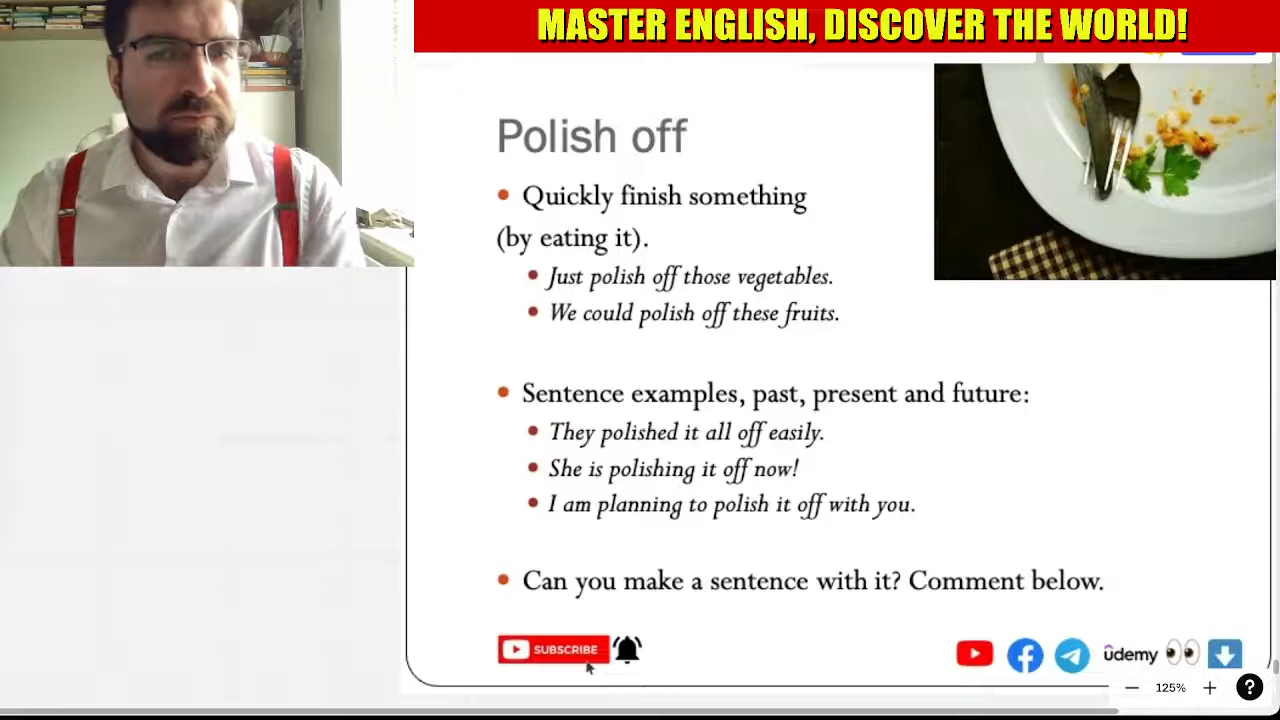 MASTER ENGLISH, DISCOVER THE WORLD!
Polish off
Quickly finish something
(by eating it).
Just polish off those vegetables.
We could polish off these fruits.
Sentence examples, past, present and future:
They polished it all off easily.
She is polishing it off now!
I am planning to polish it off with you.
Can you make a sentence with it? Comment below.
SUBSCRIBE
ûdemy
125%